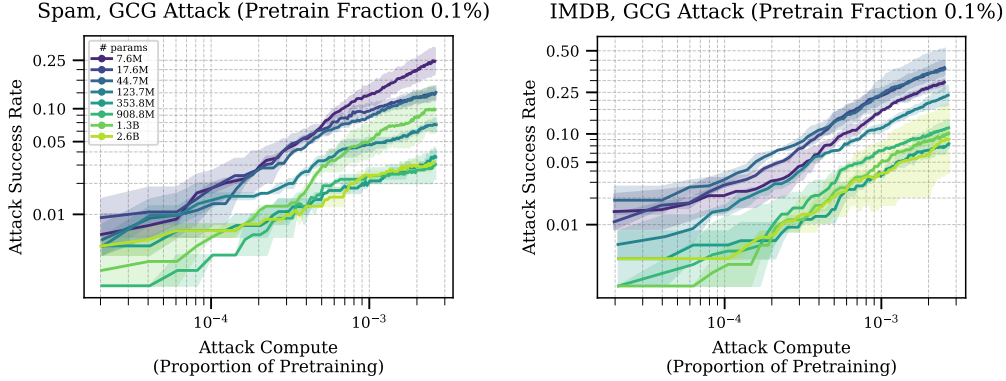 Spam, GCG Attack (Pretrain Fraction 0.1%)
Attack Success Rate
0.25
0.10
0.05
0.01
# params
7.6M
17.6M
44.7M
123.7M
353.8M
908.8M
1.3B
2.6B
10⁻⁴
10⁻³
Attack Compute
(Proportion of Pretraining)
IMDB, GCG Attack (Pretrain Fraction 0.1%)
Attack Success Rate
0.50
0.25
0.10
0.05
0.01
10⁻⁴
10⁻³
Attack Compute
(Proportion of Pretraining)